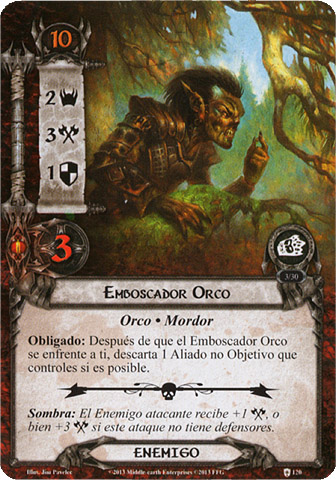 10
2
3
1
3
3/30
Emboscador Orco
Orco • Mordor
Obligado: Después de que el Emboscador Orco
se enfrente a ti, descarta 1 Aliado no Objetivo que
controles si es posible.
Sombra: El Enemigo atacante recibe +1 , o
bien +3 si este ataque no tiene defensores.
ENEMIGO
Illus. Jon Pavelec
©2013 Middle-earth Enterprises ©2013 FFG
120